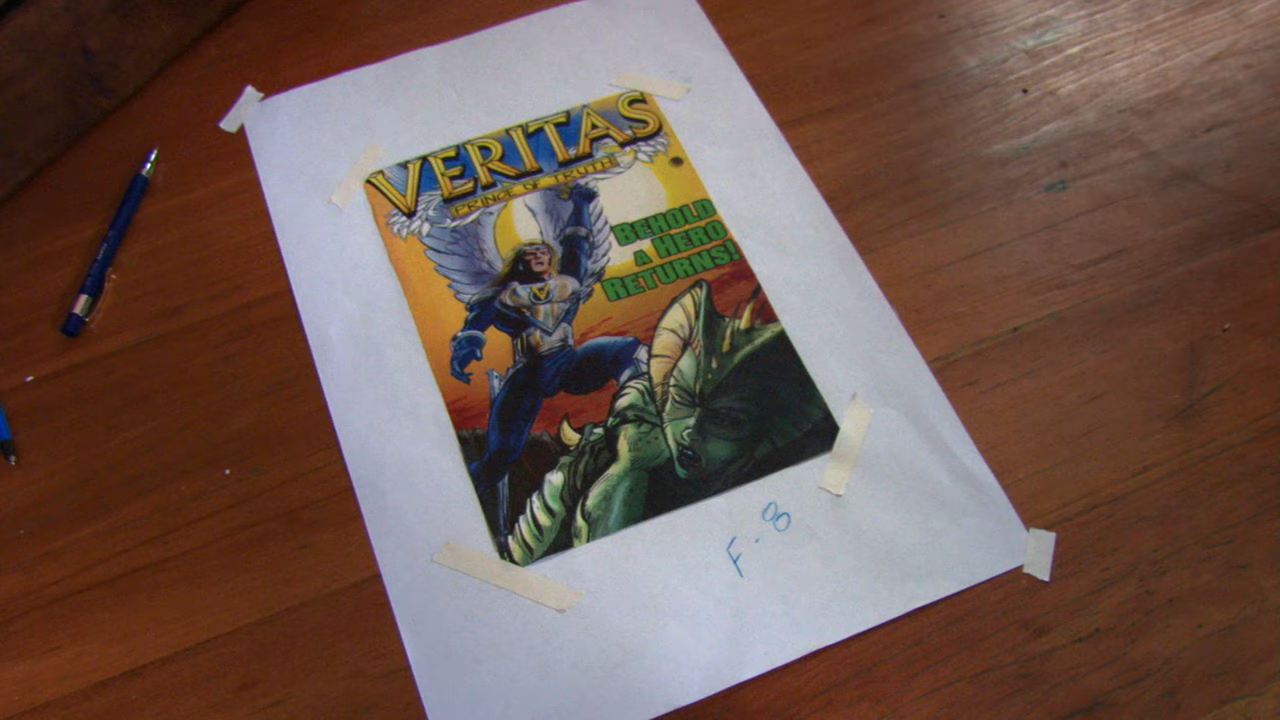 VERITAS
PRINCE OF TRUTH!
BEHOLD
A HERO
RETURNS!
F-8